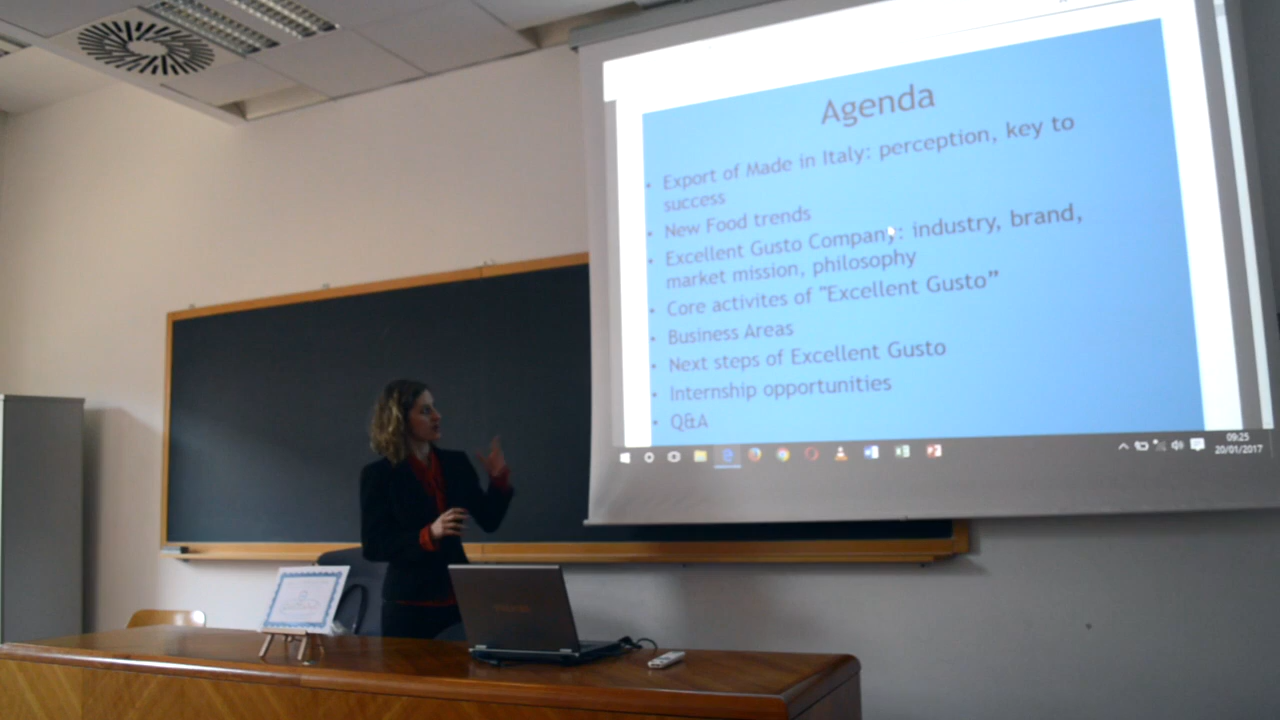 Agenda
• Export of Made in Italy: perception, key to
success
• New Food trends
• Excellent Gusto Company: industry, brand,
market mission, philosophy
• Core activites of "Excellent Gusto”
• Business Areas
• Next steps of Excellent Gusto
• Internship opportunities
• Q&A
09:25
20/01/2017